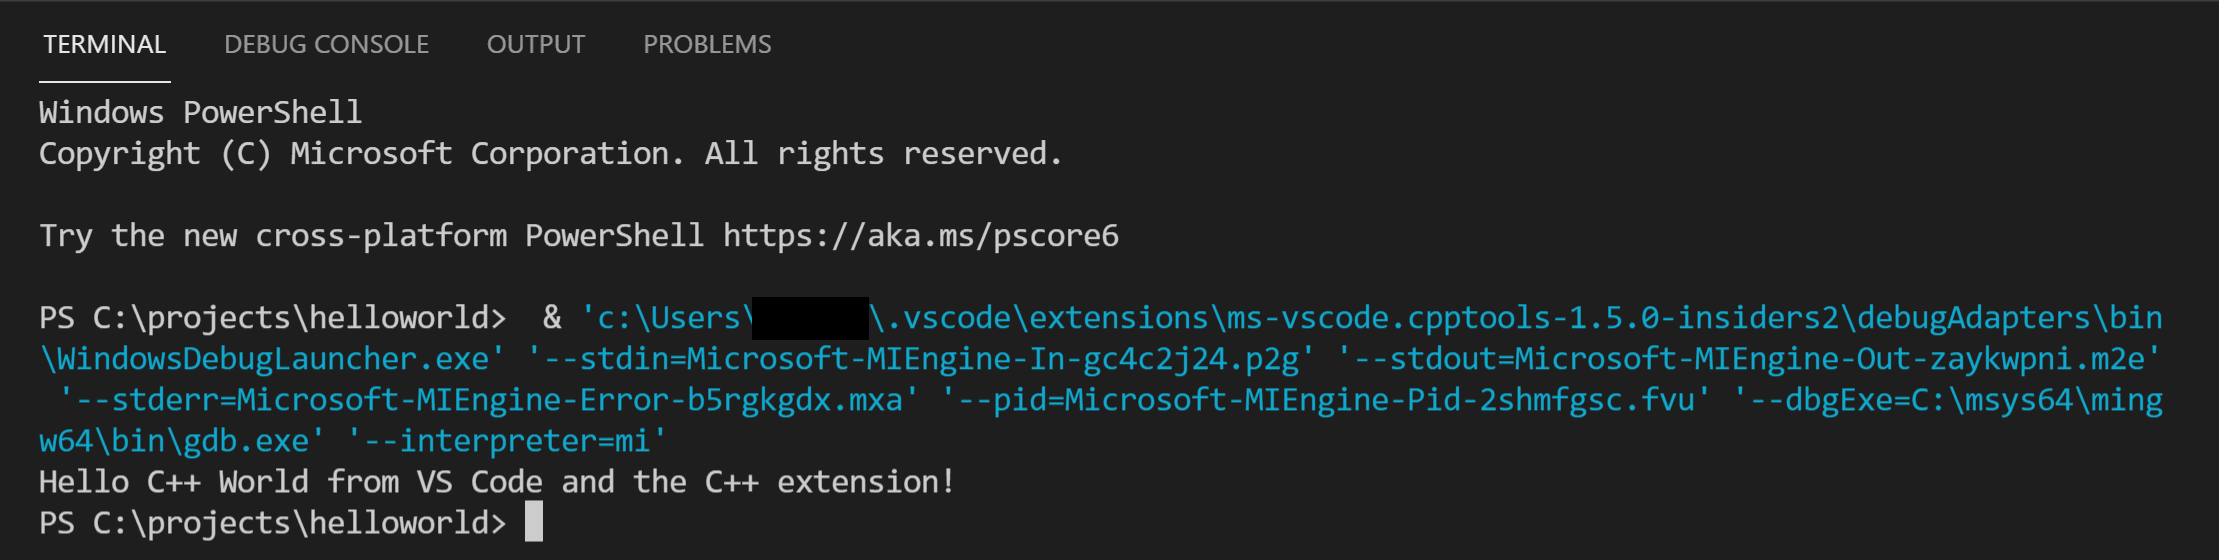 TERMINAL DEBUG CONSOLE OUTPUT PROBLEMS
Windows PowerShell
Copyright (C) Microsoft Corporation. All rights reserved.
Try the new cross-platform PowerShell https://aka.ms/pscore6
PS C:\projects\helloworld>  & 'c:\Users\ \.vscode\extensions\ms-vscode.cpptools-1.5.0-insiders2\debugAdapters\bin
\WindowsDebugLauncher.exe' '--stdin=Microsoft-MIEngine-In-gc4c2j24.p2g' '--stdout=Microsoft-MIEngine-Out-zaykwpni.m2e'
'--stderr=Microsoft-MIEngine-Error-b5rgkgdx.mxa' '--pid=Microsoft-MIEngine-Pid-2shmfgsc.fvu' '--dbgExe=C:\msys64\ming
w64\bin\gdb.exe' '--interpreter=mi'
Hello C++ World from VS Code and the C++ extension!
PS C:\projects\helloworld>